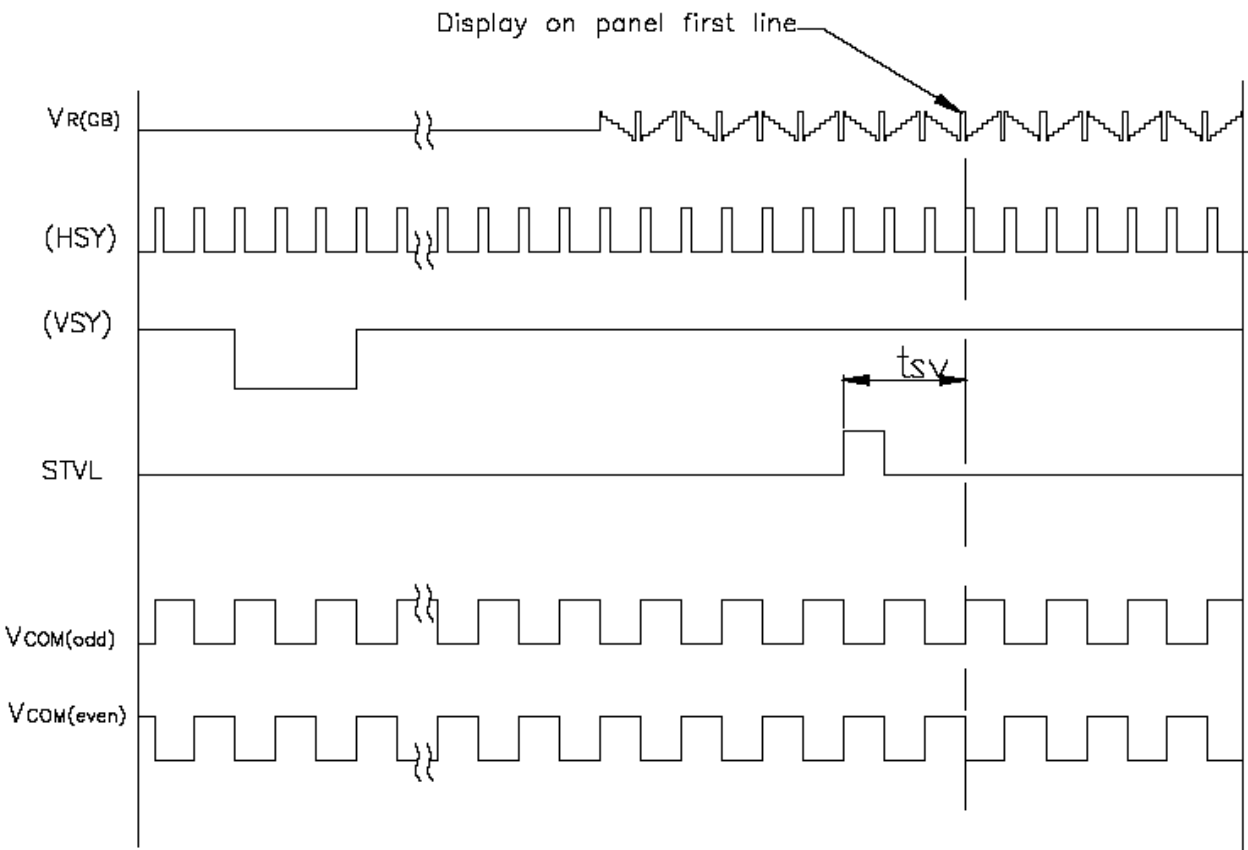 Display on panel first line
VR(GB)
(HSY)
(VSY)
tsv
STVL
VCOM(odd)
VCOM(even)